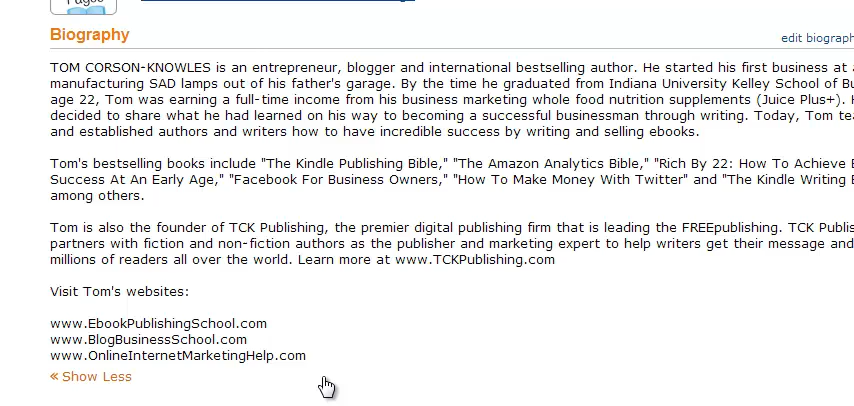 Pages
Biography
edit biograph
TOM CORSON-KNOWLES is an entrepreneur, blogger and international bestselling author. He started his first business at
manufacturing SAD lamps out of his father's garage. By the time he graduated from Indiana University Kelley School of Bu
age 22, Tom was earning a full-time income from his business marketing whole food nutrition supplements (Juice Plus+).
decided to share what he had learned on his way to becoming a successful businessman through writing. Today, Tom tea
and established authors and writers how to have incredible success by writing and selling ebooks.
Tom's bestselling books include "The Kindle Publishing Bible," "The Amazon Analytics Bible," "Rich By 22: How To Achieve
Success At An Early Age," "Facebook For Business Owners," "How To Make Money With Twitter" and "The Kindle Writing
among others.
Tom is also the founder of TCK Publishing, the premier digital publishing firm that is leading the FREEpublishing. TCK Publis
partners with fiction and non-fiction authors as the publisher and marketing expert to help writers get their message and
millions of readers all over the world. Learn more at www.TCKPublishing.com
Visit Tom's websites:
www.EbookPublishingSchool.com
www.BlogBusinessSchool.com
www.OnlineInternetMarketingHelp.com
« Show Less